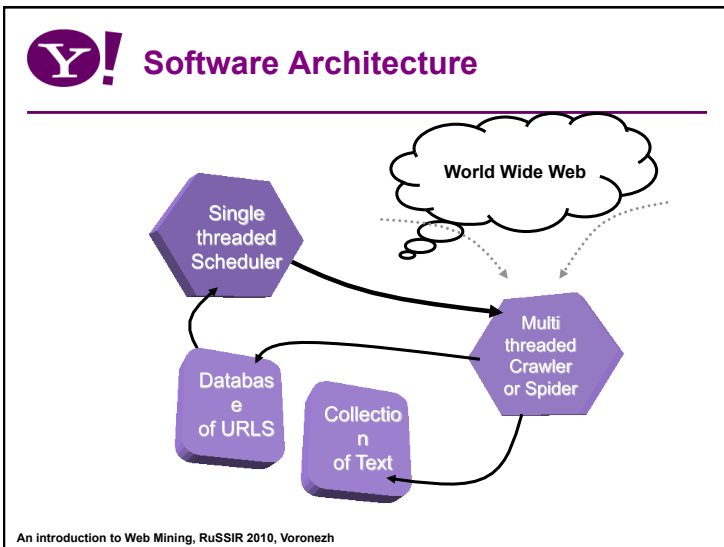 Y!
Software Architecture
World Wide Web
Single
threaded
Scheduler
Multi
threaded
Crawler
or Spider
Databas
e
of URLS
Collectio
n
of Text
An introduction to Web Mining, RuSSIR 2010, Voronezh